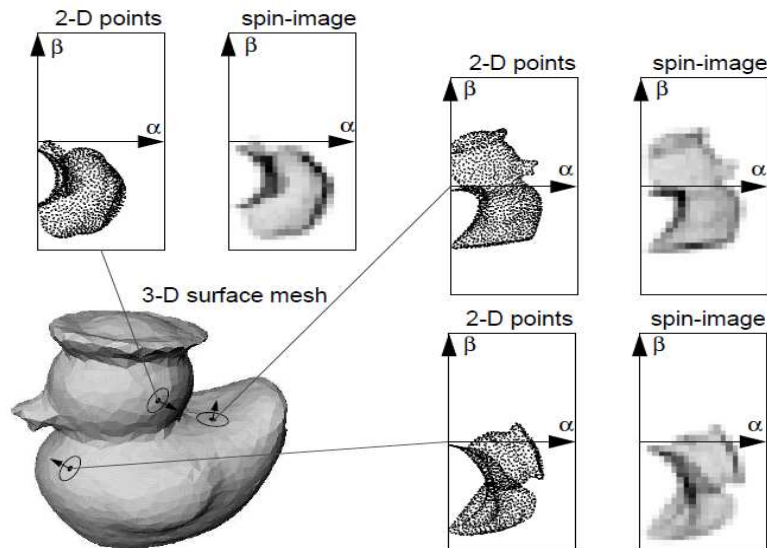 2-D points
spin-image
β
β
α
α
2-D points
spin-image
β
β
α
α
3-D surface mesh
2-D points
spin-image
β
β
α
α